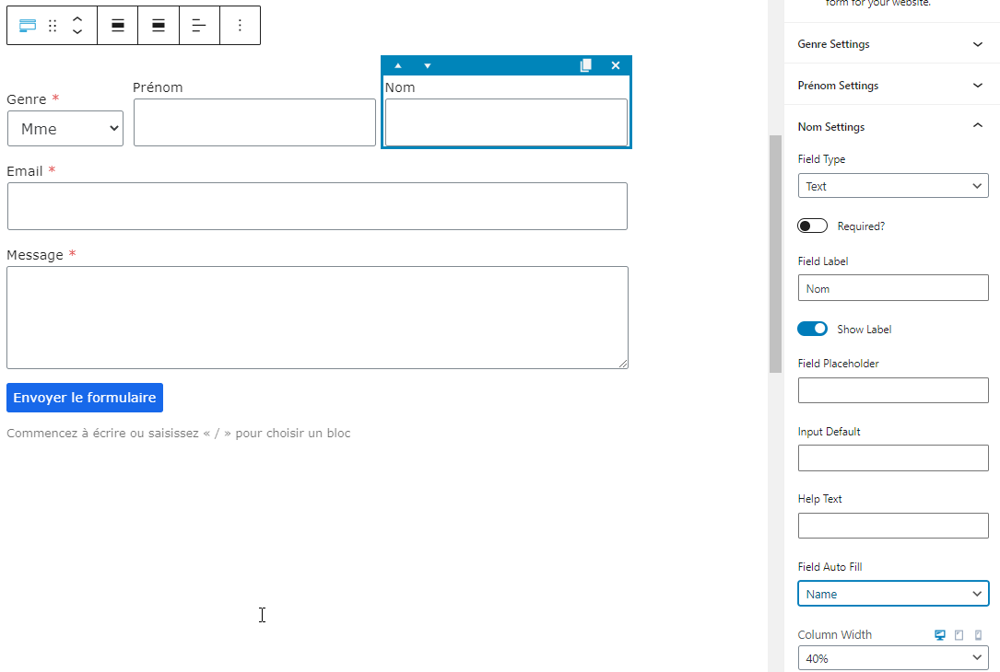 form for your website.
Genre Settings
Prénom Settings
Nom Settings
Field Type
Text
Required?
Field Label
Nom
Show Label
Field Placeholder
Input Default
Help Text
Field Auto Fill
Name
Column Width
40%
Genre *
Mme
Prénom
Nom
Email *
Message *
Envoyer le formulaire
Commencez à écrire ou saisissez « / » pour choisir un bloc